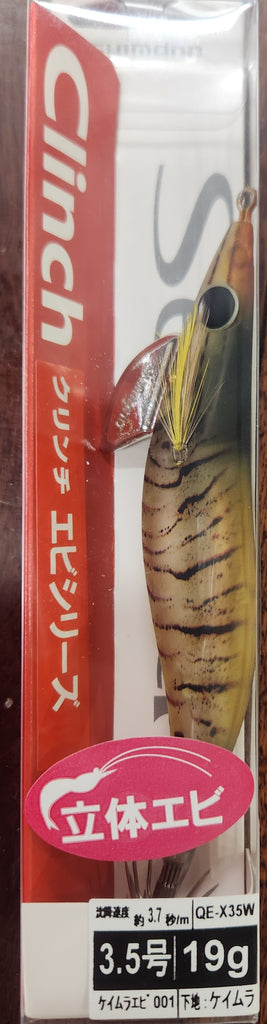 Clinch
クリンチ エビシリーズ
立体エビ
沈降速度 約3.7秒/m QE-X35W
3.5号 19g
ケイムラエビ 001 下地:ケイムラ